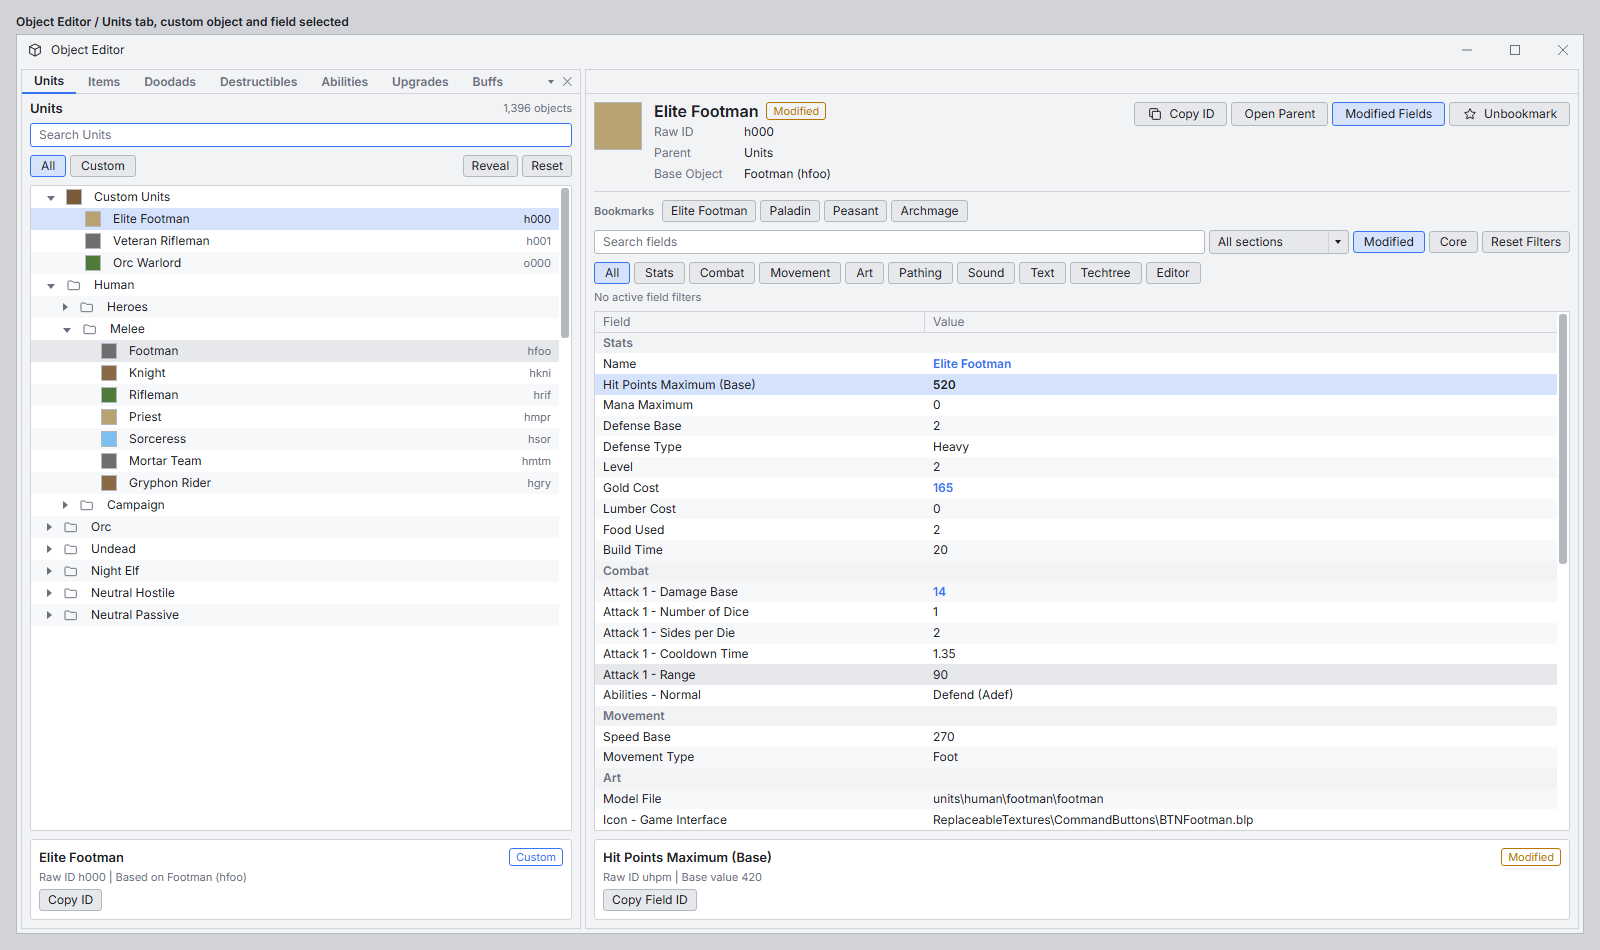 Object Editor / Units tab, custom object and field selected
Object Editor
Units Items Doodads Destructibles Abilities Upgrades Buffs
Units 1,396 objects
Search Units
All Custom Reveal Reset
Custom Units
Elite Footman h000
Veteran Rifleman h001
Orc Warlord o000
Human
Heroes
Melee
Footman hfoo
Knight hkni
Rifleman hrif
Priest hmpr
Sorceress hsor
Mortar Team hmtm
Gryphon Rider hgry
Campaign
Orc
Undead
Night Elf
Neutral Hostile
Neutral Passive
Elite Footman Custom
Raw ID h000 | Based on Footman (hfoo)
Copy ID
Elite Footman Modified Copy ID Open Parent Modified Fields Unbookmark
Raw ID h000
Parent Units
Base Object Footman (hfoo)
Bookmarks Elite Footman Paladin Peasant Archmage
Search fields All sections Modified Core Reset Filters
All Stats Combat Movement Art Pathing Sound Text Techtree Editor
No active field filters
Field Value
Stats
Name Elite Footman
Hit Points Maximum (Base) 520
Mana Maximum 0
Defense Base 2
Defense Type Heavy
Level 2
Gold Cost 165
Lumber Cost 0
Food Used 2
Build Time 20
Combat
Attack 1 - Damage Base 14
Attack 1 - Number of Dice 1
Attack 1 - Sides per Die 2
Attack 1 - Cooldown Time 1.35
Attack 1 - Range 90
Abilities - Normal Defend (Adef)
Movement
Speed Base 270
Movement Type Foot
Art
Model File units\human\footman\footman
Icon - Game Interface ReplaceableTextures\CommandButtons\BTNFootman.blp
Hit Points Maximum (Base) Modified
Raw ID uhpm | Base value 420
Copy Field ID